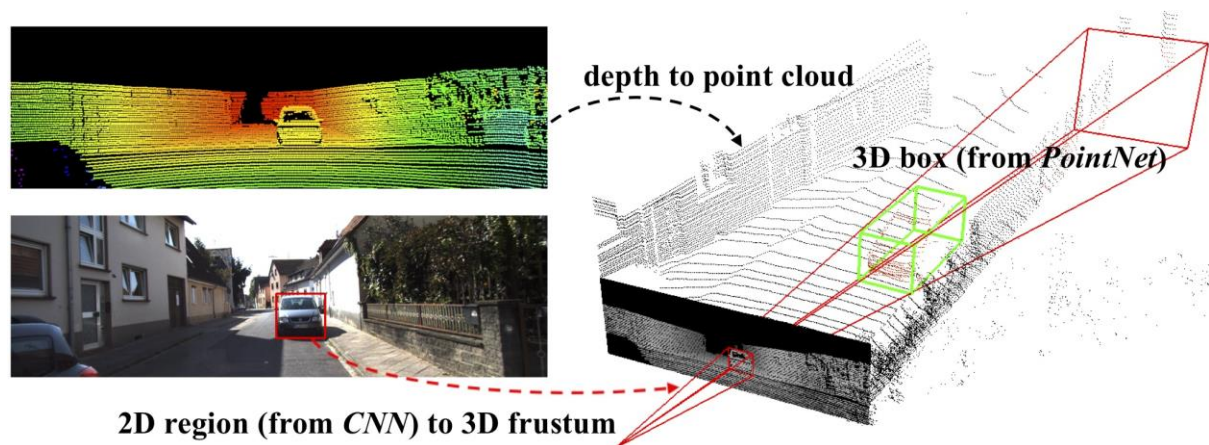 depth to point cloud
3D box (from PointNet)
2D region (from CNN) to 3D frustum